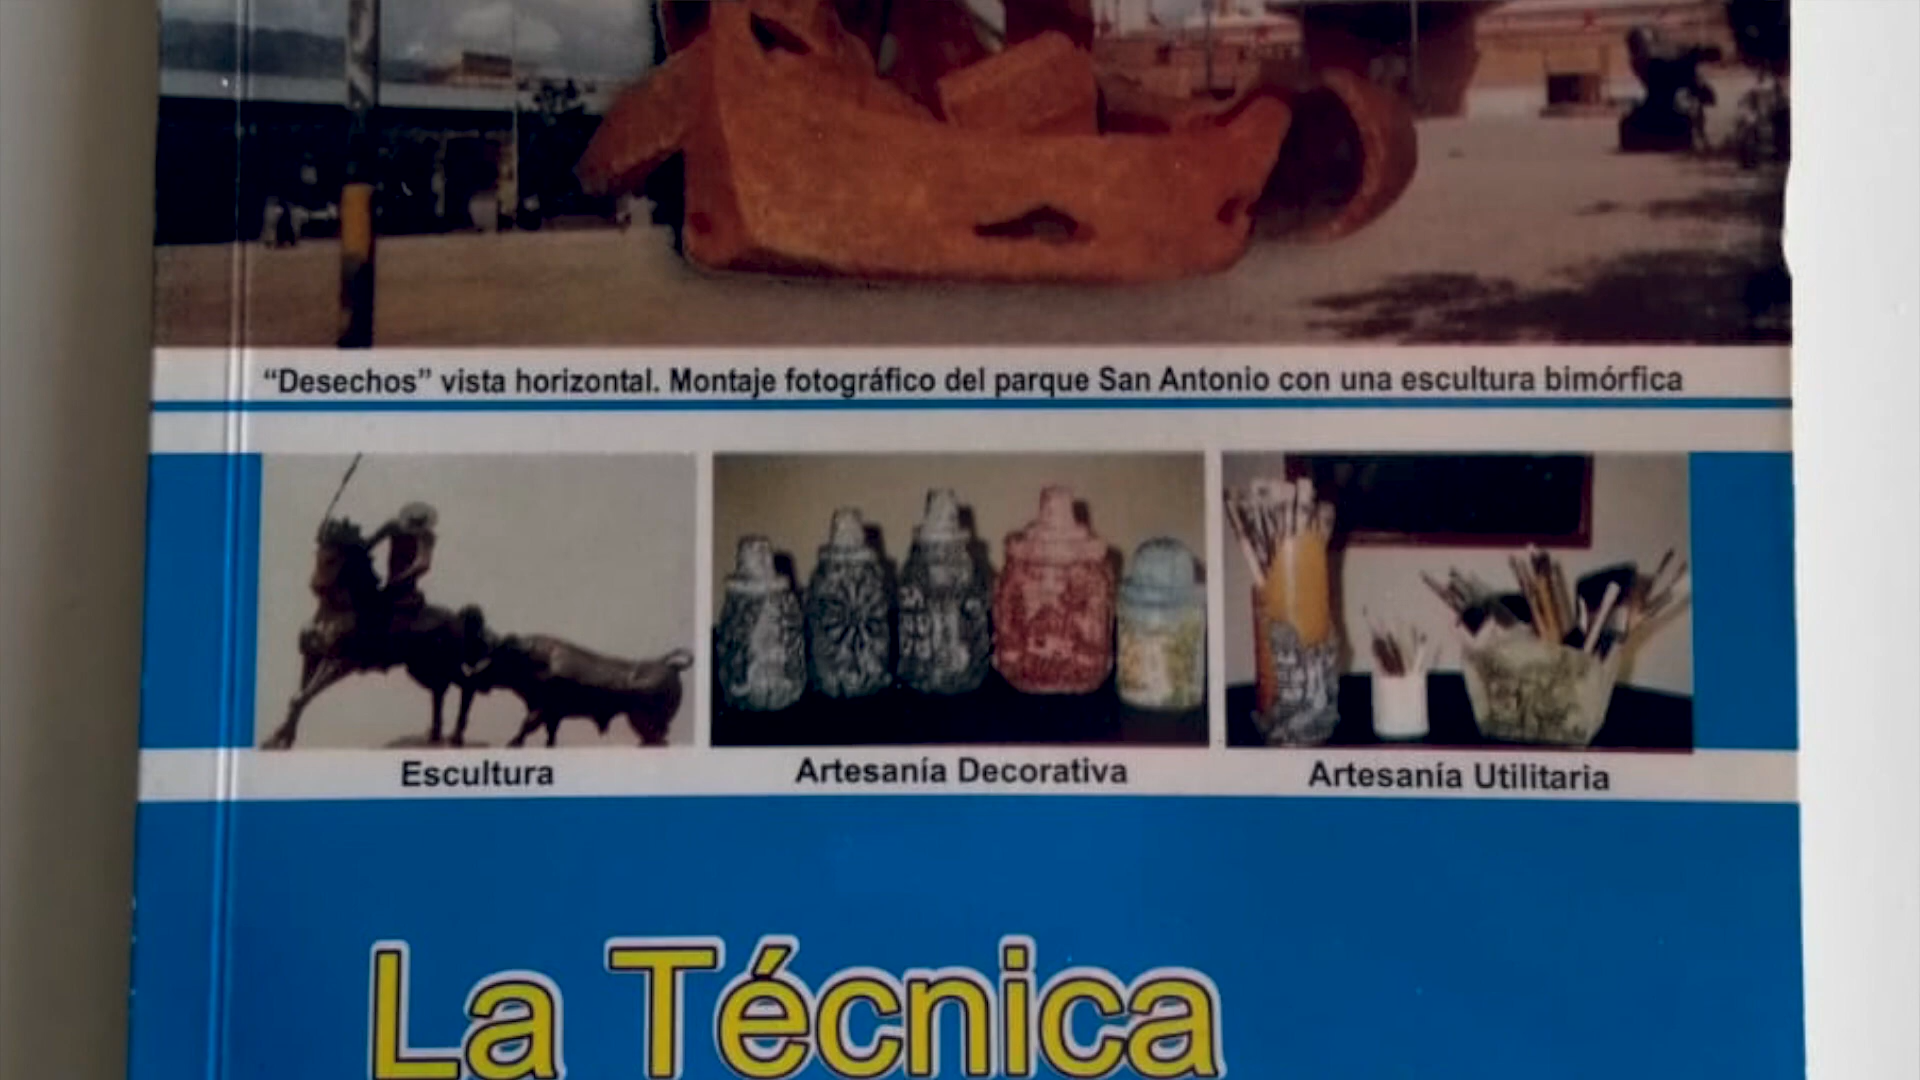 “Desechos” vista horizontal. Montaje fotográfico del parque San Antonio con una escultura bimórfica
Escultura
Artesanía Decorativa
Artesanía Utilitaria
La Técnica